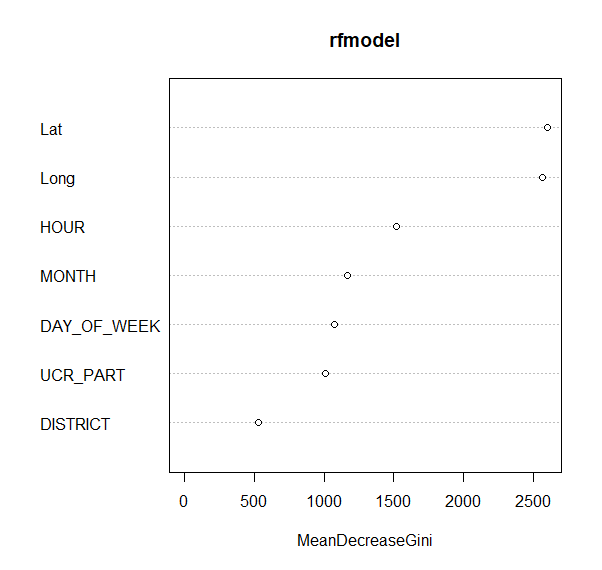 rfmodel
Lat
Long
HOUR
MONTH
DAY_OF_WEEK
UCR_PART
DISTRICT
0 500 1000 1500 2000 2500
MeanDecreaseGini